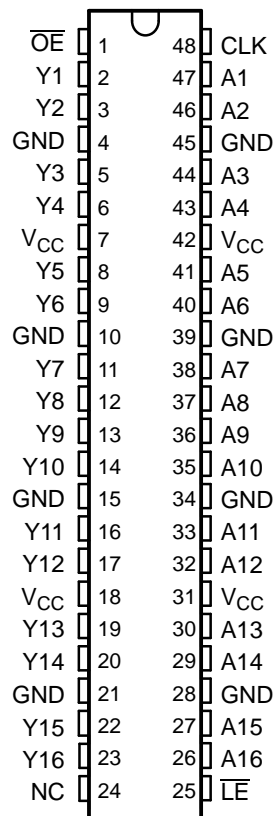 O̅E̅ 1 48 CLK
Y1 2 47 A1
Y2 3 46 A2
GND 4 45 GND
Y3 5 44 A3
Y4 6 43 A4
VCC 7 42 VCC
Y5 8 41 A5
Y6 9 40 A6
GND 10 39 GND
Y7 11 38 A7
Y8 12 37 A8
Y9 13 36 A9
Y10 14 35 A10
GND 15 34 GND
Y11 16 33 A11
Y12 17 32 A12
VCC 18 31 VCC
Y13 19 30 A13
Y14 20 29 A14
GND 21 28 GND
Y15 22 27 A15
Y16 23 26 A16
NC 24 25 L̅E̅